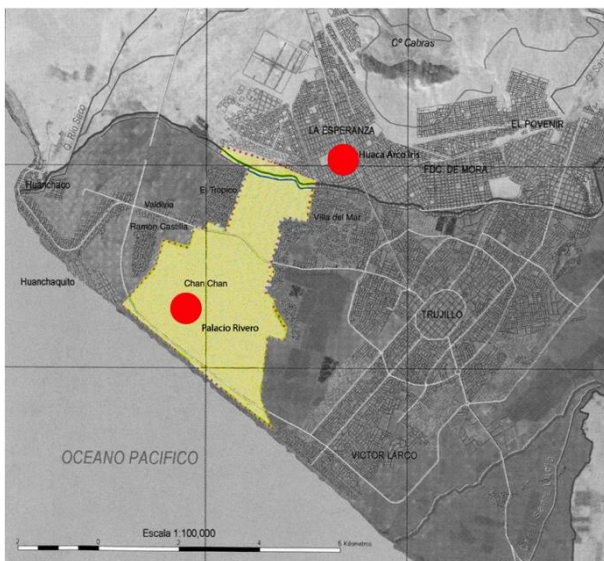 Cº Cabras
Q. Rio Seco
LA ESPERANZA
EL POVENIR
Huaca Arco Iris
FDC. DE MORA
Huanchaco
El Tropico
Valdivia
Villa del Mar
Ramon Castilla
Huanchaquito
Chan Chan
Palacio Rivero
TRUJILLO
OCEANO PACIFICO
VICTOR LARCO
Escala 1:100,000
2 0 2 4 6 Kilometros